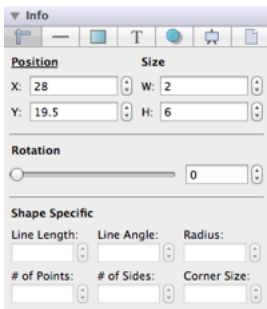 Info
T
Position Size
X: 28 W: 2
Y: 19.5 H: 6
Rotation
0
Shape Specific
Line Length: Line Angle: Radius:
# of Points: # of Sides: Corner Size: